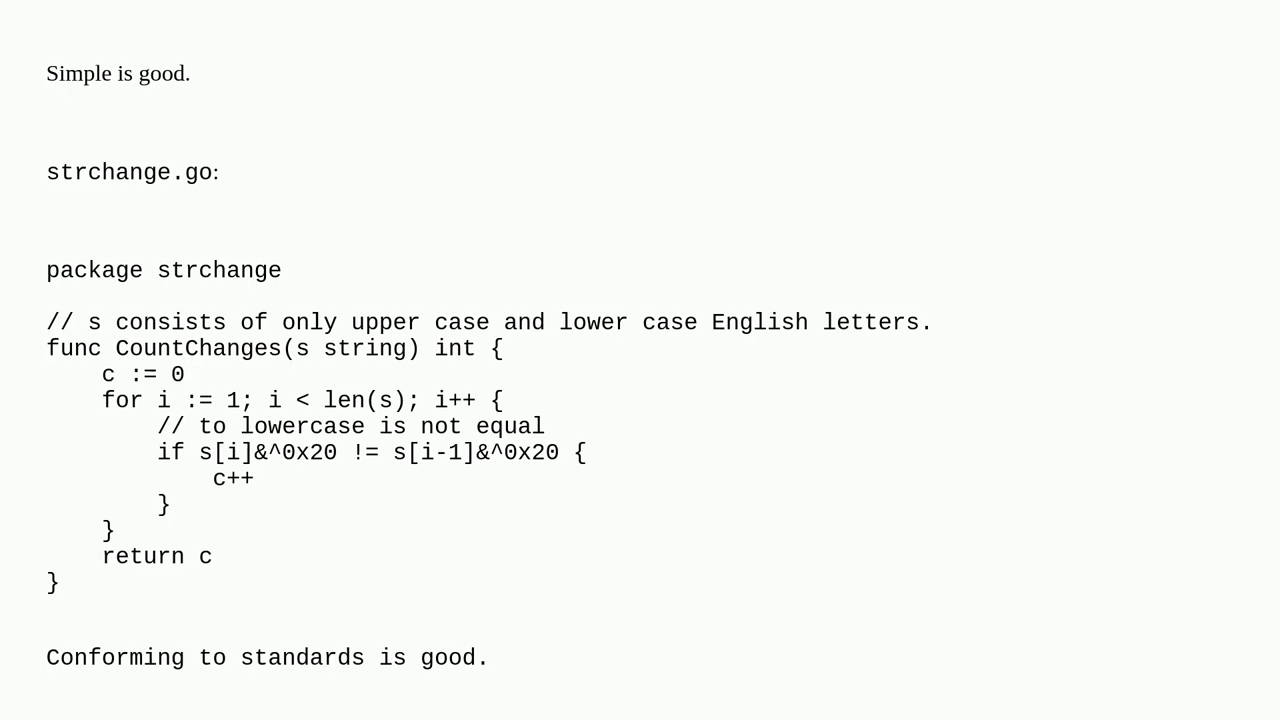 Simple is good.
strchange.go:
package strchange
// s consists of only upper case and lower case English letters.
func CountChanges(s string) int {
    c := 0
    for i := 1; i < len(s); i++ {
        // to lowercase is not equal
        if s[i]&^0x20 != s[i-1]&^0x20 {
            c++
        }
    }
    return c
}
Conforming to standards is good.